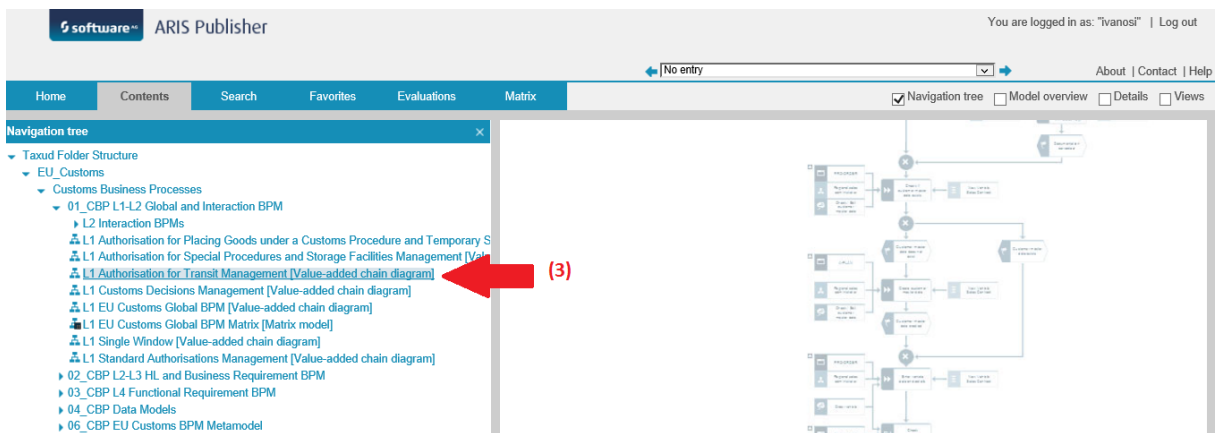 software AG ARIS Publisher
You are logged in as: "ivanosi" | Log out
No entry
About | Contact | Help
Home Contents Search Favorites Evaluations Matrix
Navigation tree Model overview Details Views
Navigation tree
Taxud Folder Structure
EU_Customs
Customs Business Processes
01_CBP L1-L2 Global and Interaction BPM
L2 Interaction BPMs
L1 Authorisation for Placing Goods under a Customs Procedure and Temporary S
L1 Authorisation for Special Procedures and Storage Facilities Management [Val
L1 Authorisation for Transit Management [Value-added chain diagram]
(3)
L1 Customs Decisions Management [Value-added chain diagram]
L1 EU Customs Global BPM [Value-added chain diagram]
L1 EU Customs Global BPM Matrix [Matrix model]
L1 Single Window [Value-added chain diagram]
L1 Standard Authorisations Management [Value-added chain diagram]
02_CBP L2-L3 HL and Business Requirement BPM
03_CBP L4 Functional Requirement BPM
04_CBP Data Models
06_CBP EU Customs BPM Metamodel